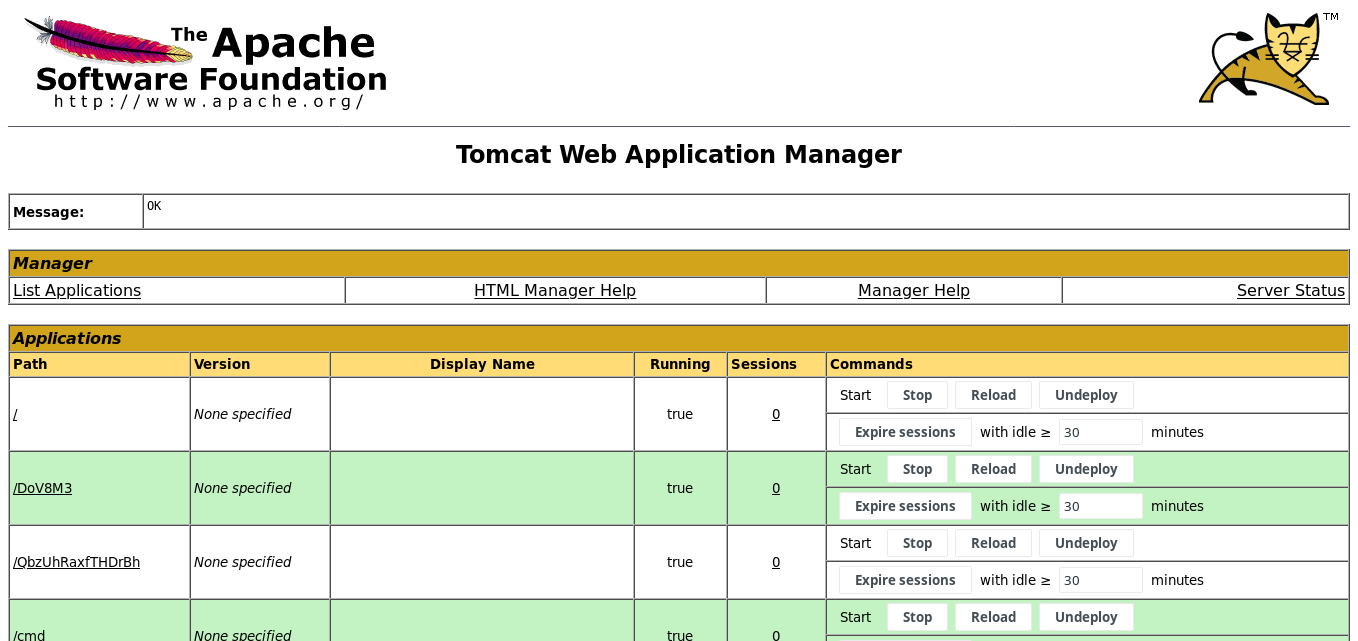 The Apache
Software Foundation
http://www.apache.org/
TM
Tomcat Web Application Manager
Message: OK
Manager
List Applications HTML Manager Help Manager Help Server Status
Applications
Path Version Display Name Running Sessions Commands
/ None specified true 0
Start Stop Reload Undeploy
Expire sessions with idle ≥ 30 minutes
/DoV8M3 None specified true 0
Start Stop Reload Undeploy
Expire sessions with idle ≥ 30 minutes
/QbzUhRaxfTHDrBh None specified true 0
Start Stop Reload Undeploy
Expire sessions with idle ≥ 30 minutes
/cmd None specified true 0
Start Stop Reload Undeploy